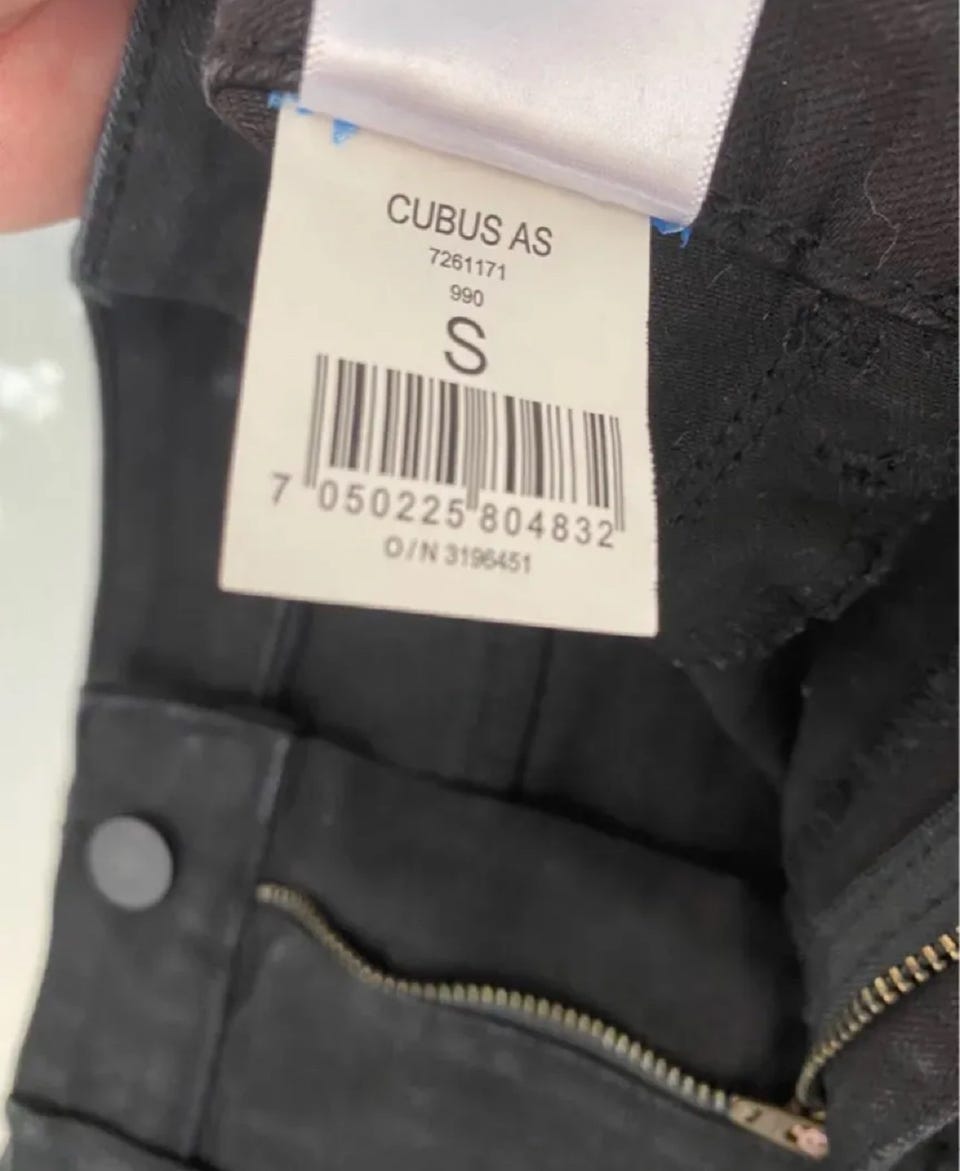 CUBUS AS
7261171
990
S
7 050225 804832
O/N 3196451